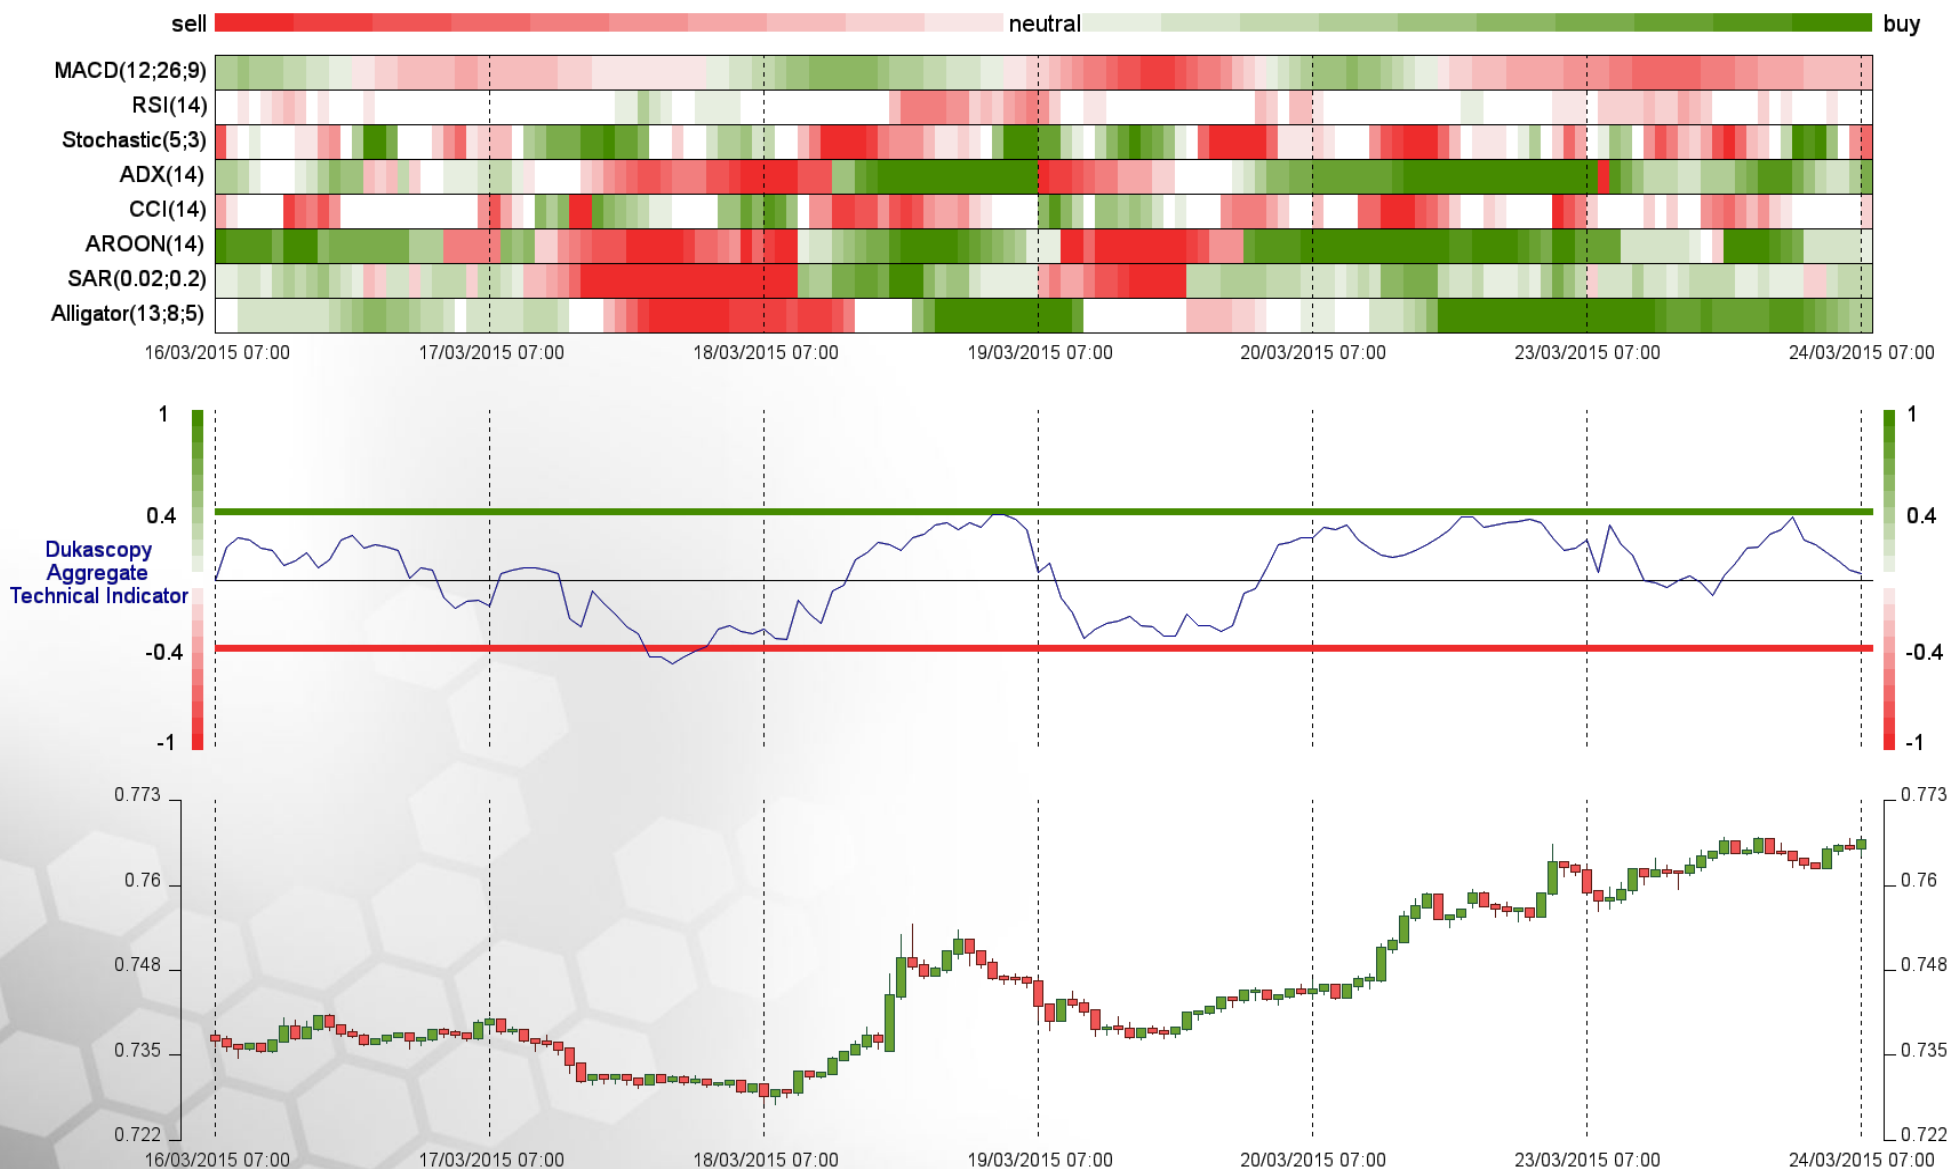 sell neutral buy
MACD(12;26;9)
RSI(14)
Stochastic(5;3)
ADX(14)
CCI(14)
AROON(14)
SAR(0.02;0.2)
Alligator(13;8;5)
16/03/2015 07:00 17/03/2015 07:00 18/03/2015 07:00 19/03/2015 07:00 20/03/2015 07:00 23/03/2015 07:00 24/03/2015 07:00
1 1
0.4 0.4
Dukascopy
Aggregate
Technical Indicator
-0.4 -0.4
-1 -1
0.773 0.773
0.76 0.76
0.748 0.748
0.735 0.735
0.722 0.722
16/03/2015 07:00 17/03/2015 07:00 18/03/2015 07:00 19/03/2015 07:00 20/03/2015 07:00 23/03/2015 07:00 24/03/2015 07:00